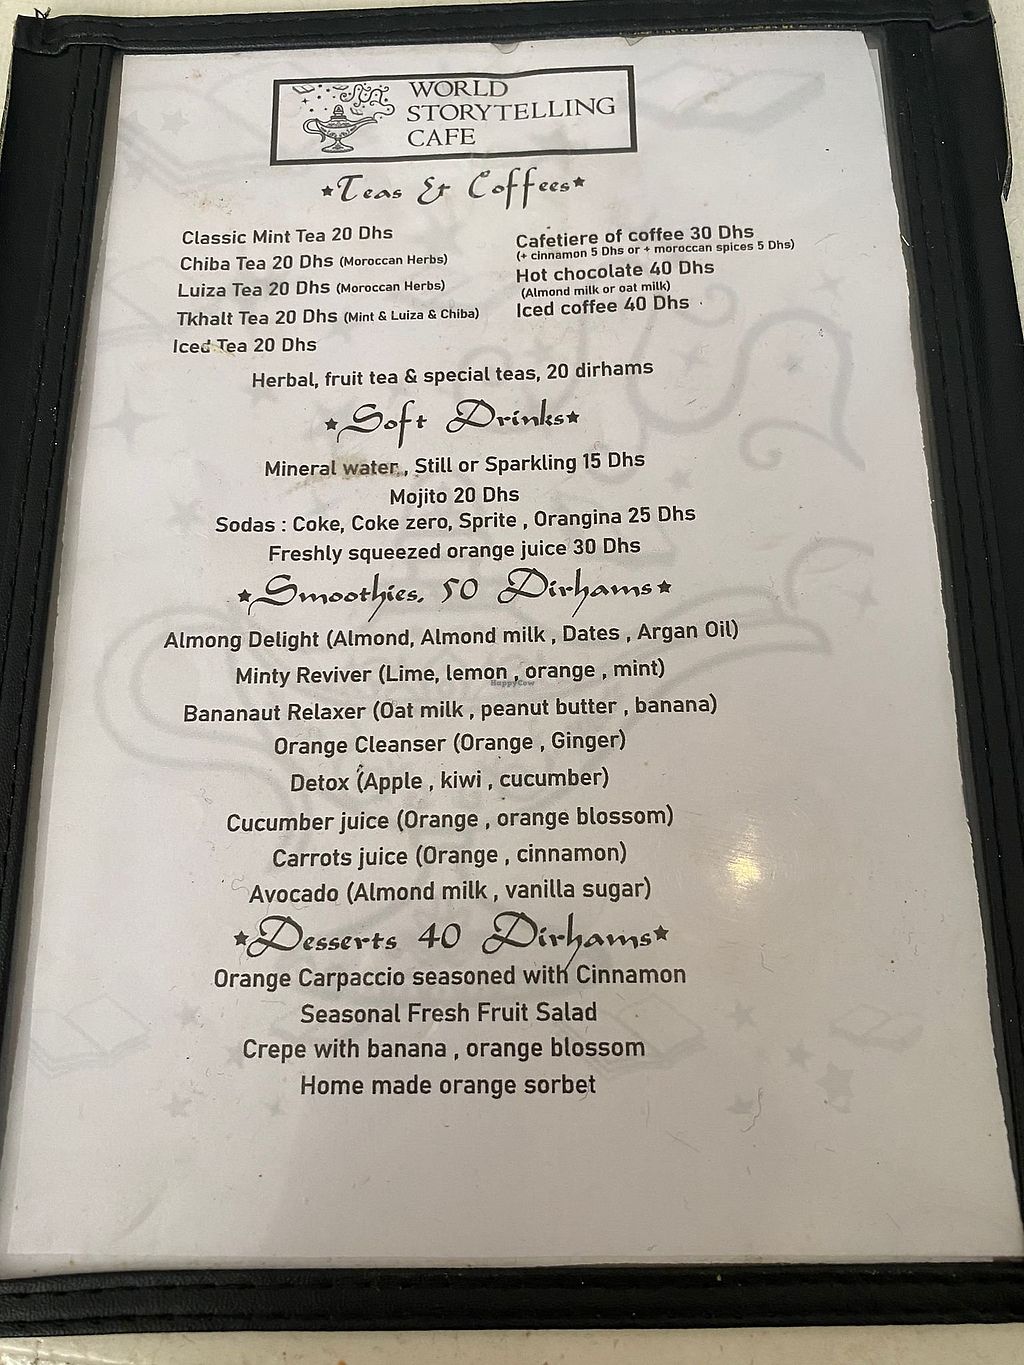 WORLD
STORYTELLING
CAFE
Teas & Coffees
Classic Mint Tea 20 Dhs
Chiba Tea 20 Dhs (Moroccan Herbs)
Luiza Tea 20 Dhs (Moroccan Herbs)
Tkhalt Tea 20 Dhs (Mint & Luiza & Chiba)
Iced Tea 20 Dhs
Cafetiere of coffee 30 Dhs
(+ cinnamon 5 Dhs or + moroccan spices 5 Dhs)
Hot chocolate 40 Dhs
(Almond milk or oat milk)
Iced coffee 40 Dhs
Herbal, fruit tea & special teas, 20 dirhams
Soft Drinks
Mineral water , Still or Sparkling 15 Dhs
Mojito 20 Dhs
Sodas : Coke, Coke zero, Sprite , Orangina 25 Dhs
Freshly squeezed orange juice 30 Dhs
Smoothies, 50 Dirhams
Almong Delight (Almond, Almond milk , Dates , Argan Oil)
Minty Reviver (Lime, lemon , orange , mint)
HappyCow
Bananaut Relaxer (Oat milk , peanut butter , banana)
Orange Cleanser (Orange , Ginger)
Detox (Apple , kiwi , cucumber)
Cucumber juice (Orange , orange blossom)
Carrots juice (Orange , cinnamon)
Avocado (Almond milk , vanilla sugar)
Desserts 40 Dirhams
Orange Carpaccio seasoned with Cinnamon
Seasonal Fresh Fruit Salad
Crepe with banana , orange blossom
Home made orange sorbet